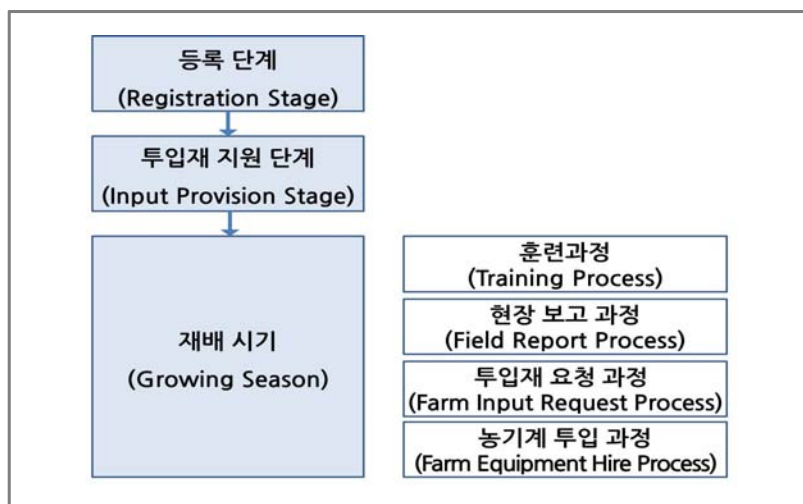 등록 단계
(Registration Stage)
투입재 지원 단계
(Input Provision Stage)
재배 시기
(Growing Season)
훈련과정
(Training Process)
현장 보고 과정
(Field Report Process)
투입재 요청 과정
(Farm Input Request Process)
농기계 투입 과정
(Farm Equipment Hire Process)